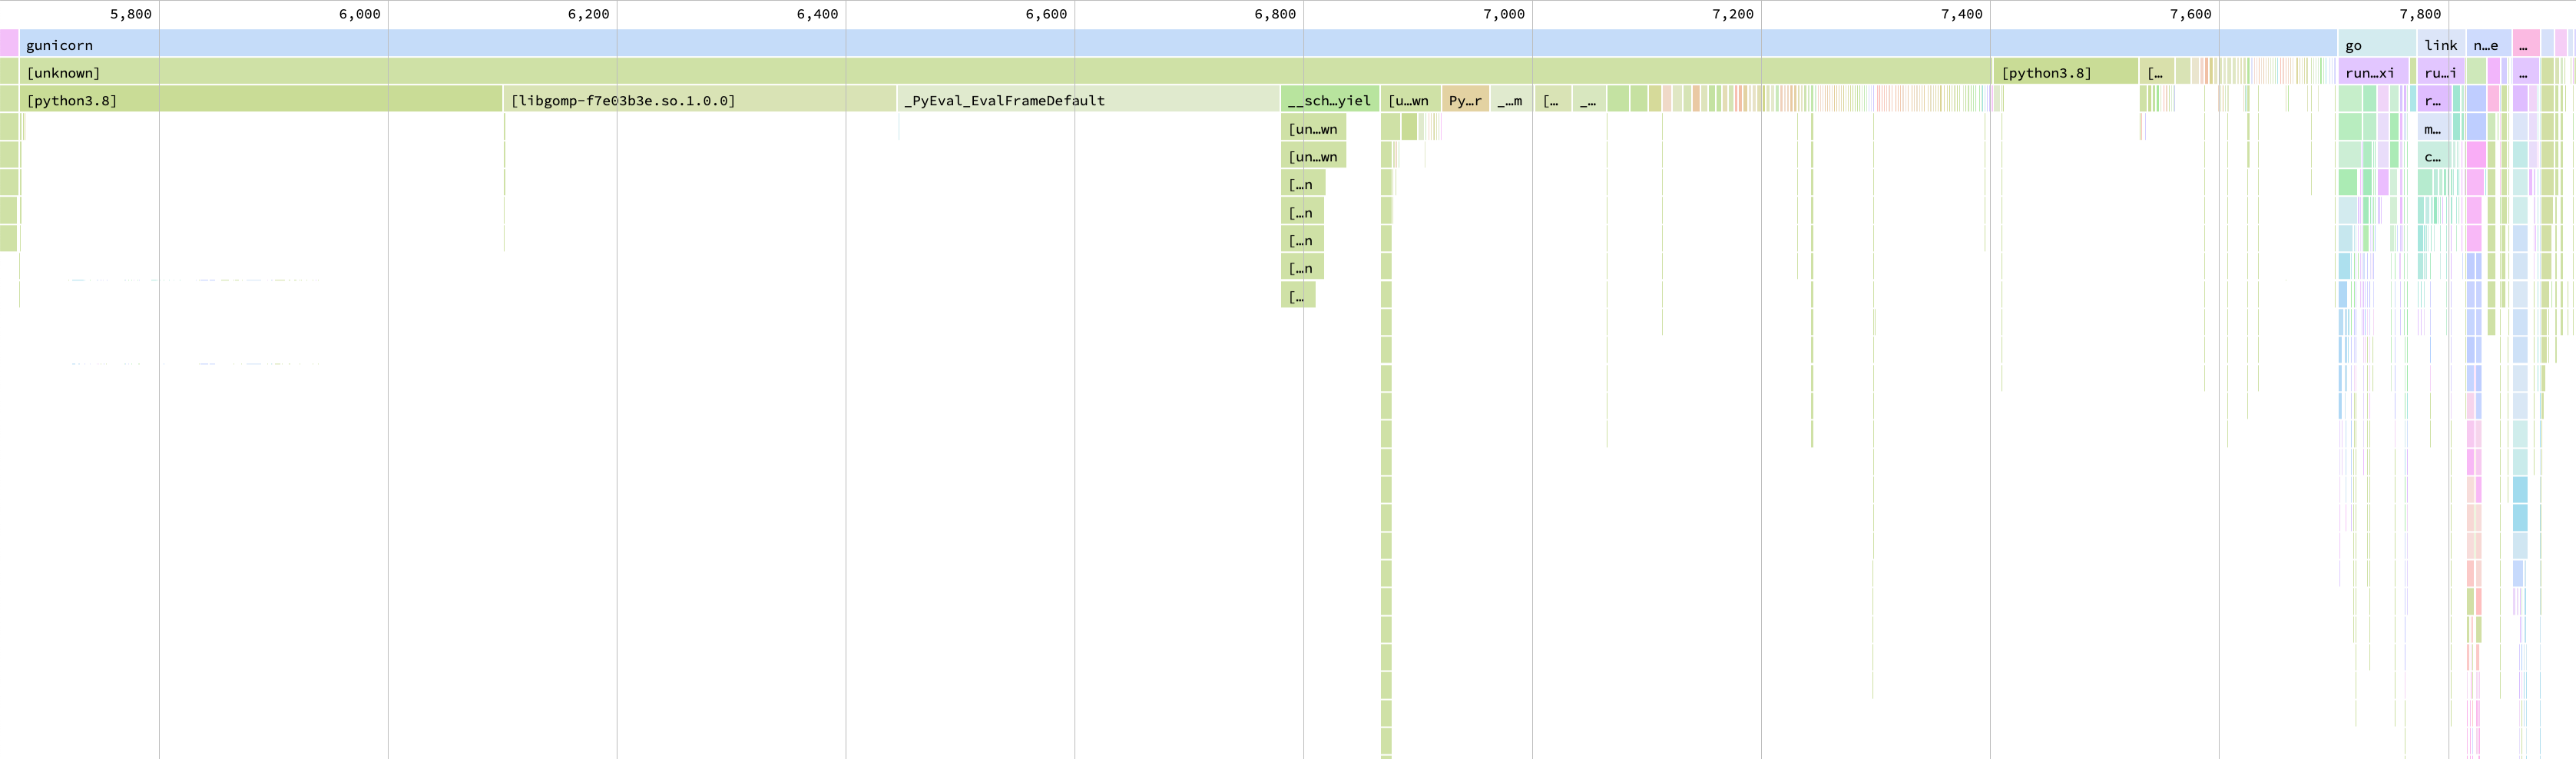 5,800 6,000 6,200 6,400 6,600 6,800 7,000 7,200 7,400 7,600 7,800
gunicorn go link n…e …
[unknown] [python3.8] [… run…xi ru…i …
[python3.8] [libgomp-f7e03b3e.so.1.0.0] _PyEval_EvalFrameDefault __sch…yiel [u…wn Py…r _…m [… _… r…
[un…wn m…
[un…wn c…
[…n
[…n
[…n
[…n
[…